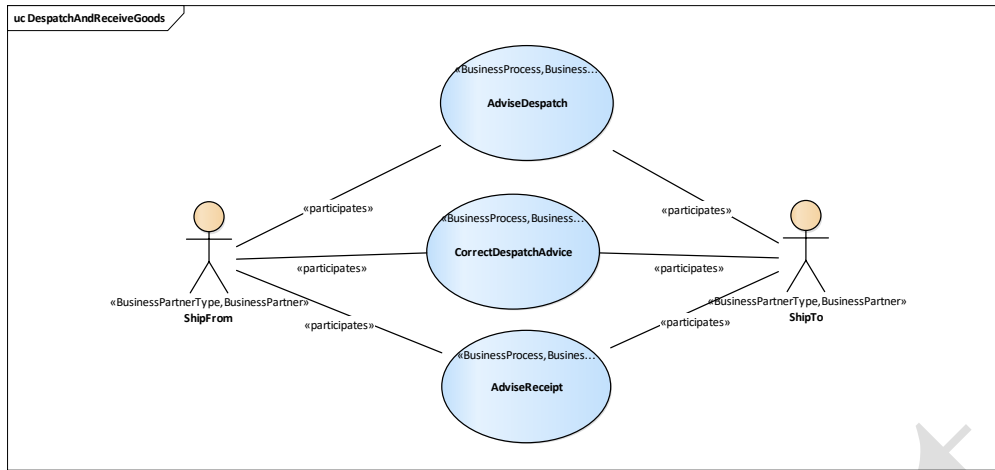 uc DespatchAndReceiveGoods
«BusinessProcess,Business...
AdviseDespatch
«participates»
«participates»
«BusinessProcess,Business...
CorrectDespatchAdvice
«participates»
«participates»
«BusinessPartnerType,BusinessPartner»
ShipFrom
«BusinessPartnerType,BusinessPartner»
ShipTo
«participates»
«participates»
«BusinessProcess,Busines...
AdviseReceipt